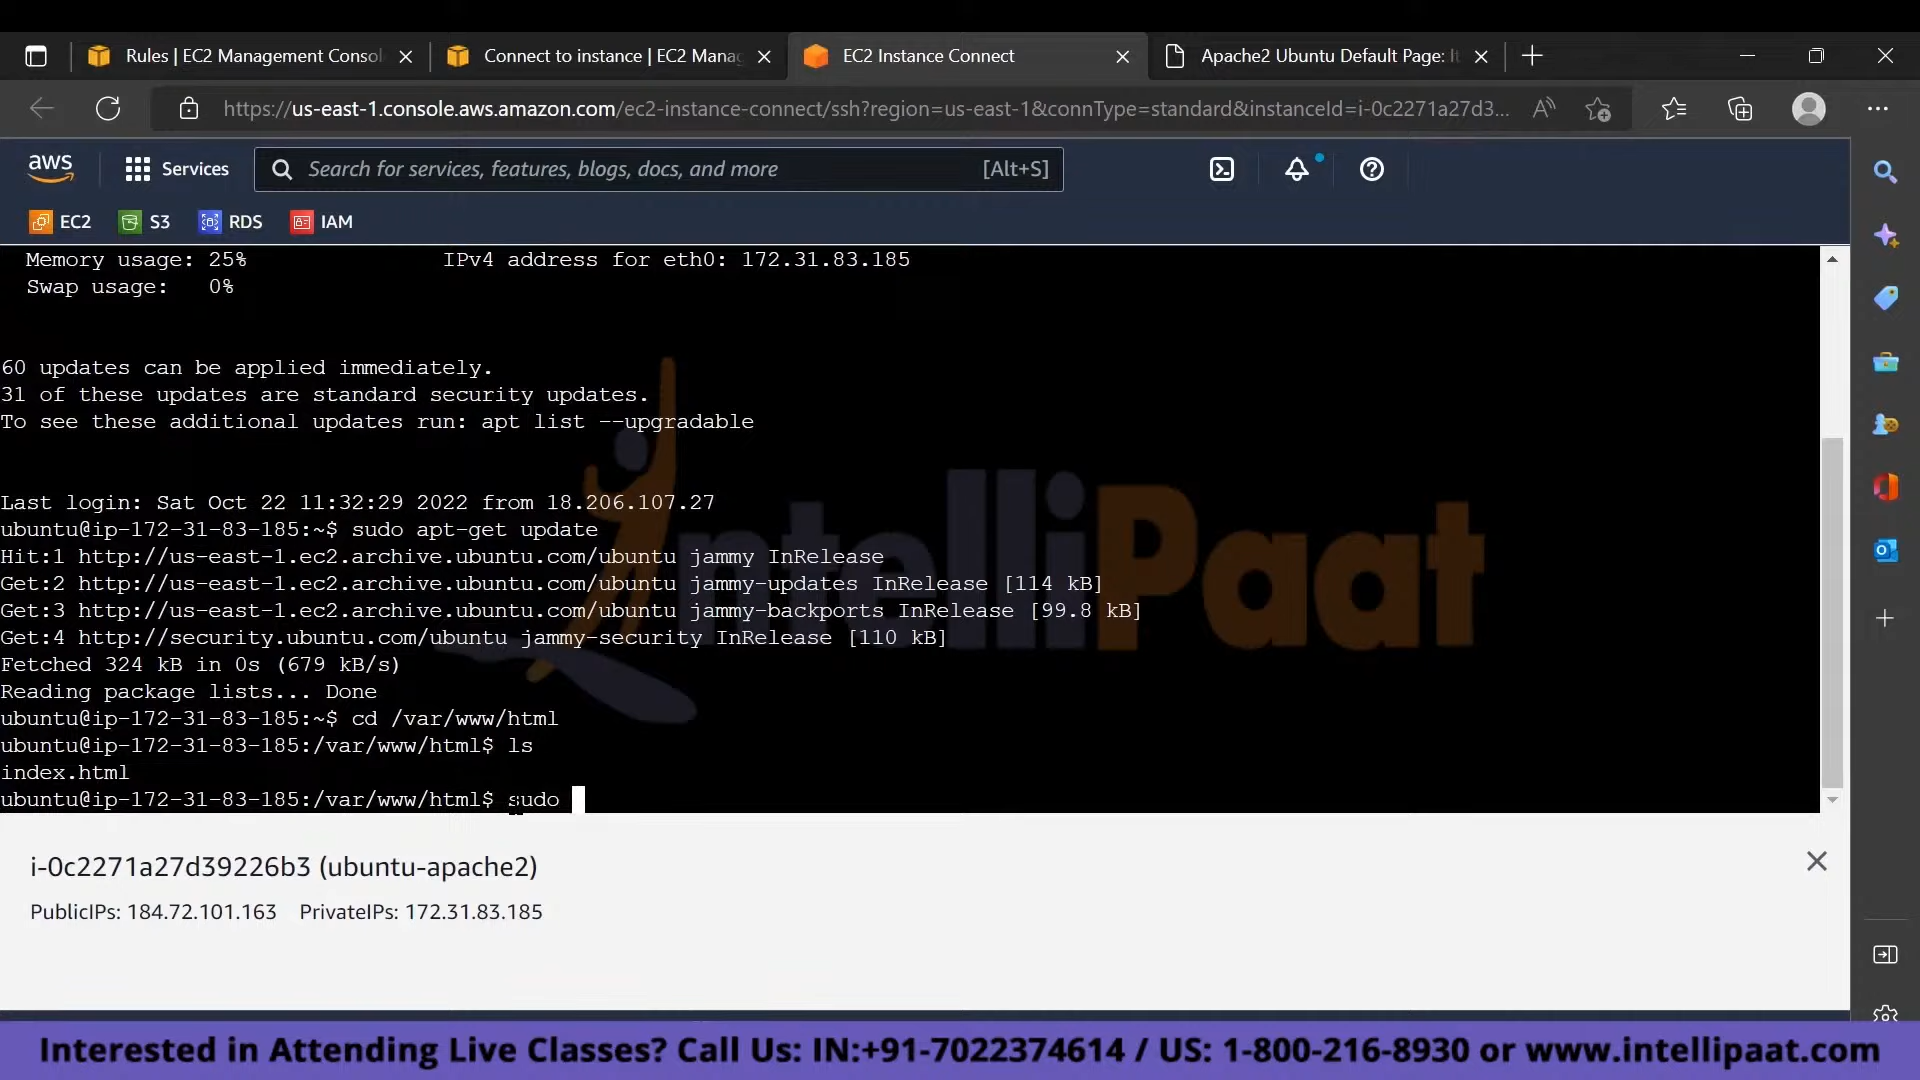 Rules | EC2 Management Consol
Connect to instance | EC2 Manag
EC2 Instance Connect
Apache2 Ubuntu Default Page: It
https://us-east-1.console.aws.amazon.com/ec2-instance-connect/ssh?region=us-east-1&connType=standard&instanceId=i-0c2271a27d3...
aws
Services
Search for services, features, blogs, docs, and more
[Alt+S]
EC2
S3
RDS
IAM
Memory usage: 25% IPv4 address for eth0: 172.31.83.185
Swap usage: 0%
60 updates can be applied immediately.
31 of these updates are standard security updates.
To see these additional updates run: apt list --upgradable
Last login: Sat Oct 22 11:32:29 2022 from 18.206.107.27
ubuntu@ip-172-31-83-185:~$ sudo apt-get update
Hit:1 http://us-east-1.ec2.archive.ubuntu.com/ubuntu jammy InRelease
Get:2 http://us-east-1.ec2.archive.ubuntu.com/ubuntu jammy-updates InRelease [114 kB]
Get:3 http://us-east-1.ec2.archive.ubuntu.com/ubuntu jammy-backports InRelease [99.8 kB]
Get:4 http://security.ubuntu.com/ubuntu jammy-security InRelease [110 kB]
Fetched 324 kB in 0s (679 kB/s)
Reading package lists... Done
ubuntu@ip-172-31-83-185:~$ cd /var/www/html
ubuntu@ip-172-31-83-185:/var/www/html$ ls
index.html
ubuntu@ip-172-31-83-185:/var/www/html$ sudo
intelliPaat
i-0c2271a27d39226b3 (ubuntu-apache2)
PublicIPs: 184.72.101.163 PrivateIPs: 172.31.83.185
Interested in Attending Live Classes? Call Us: IN:+91-7022374614 / US: 1-800-216-8930 or www.intellipaat.com